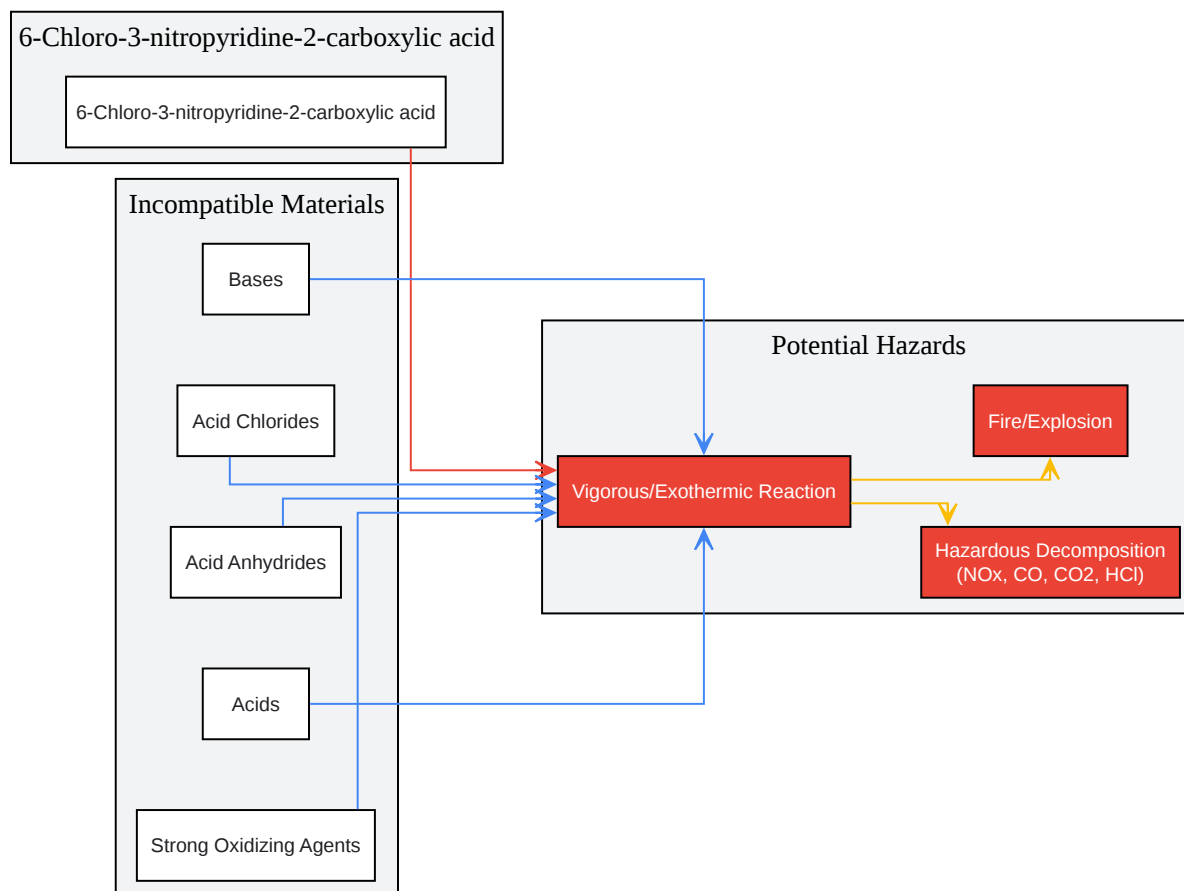 6-Chloro-3-nitropyridine-2-carboxylic acid
6-Chloro-3-nitropyridine-2-carboxylic acid
Incompatible Materials
Bases
Acid Chlorides
Acid Anhydrides
Acids
Strong Oxidizing Agents
Potential Hazards
Vigorous/Exothermic Reaction
Fire/Explosion
Hazardous Decomposition
(NOx, CO, CO2, HCl)